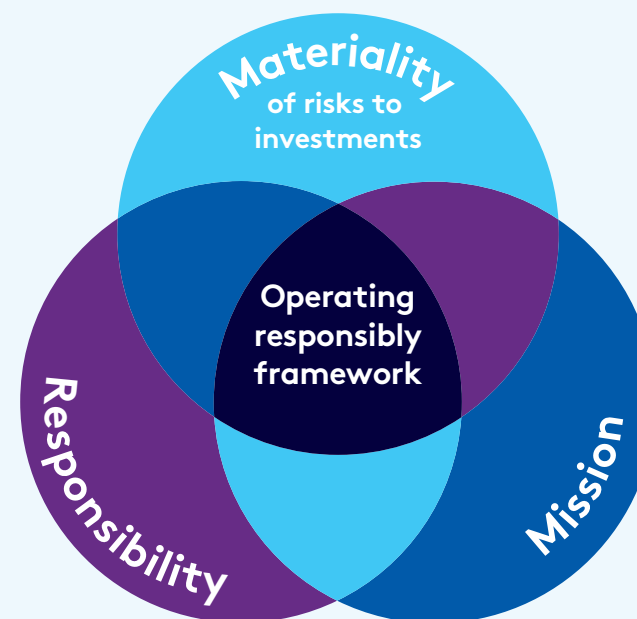 Materiality
of risks to
investments
Operating
responsibly
framework
Responsibility
Mission